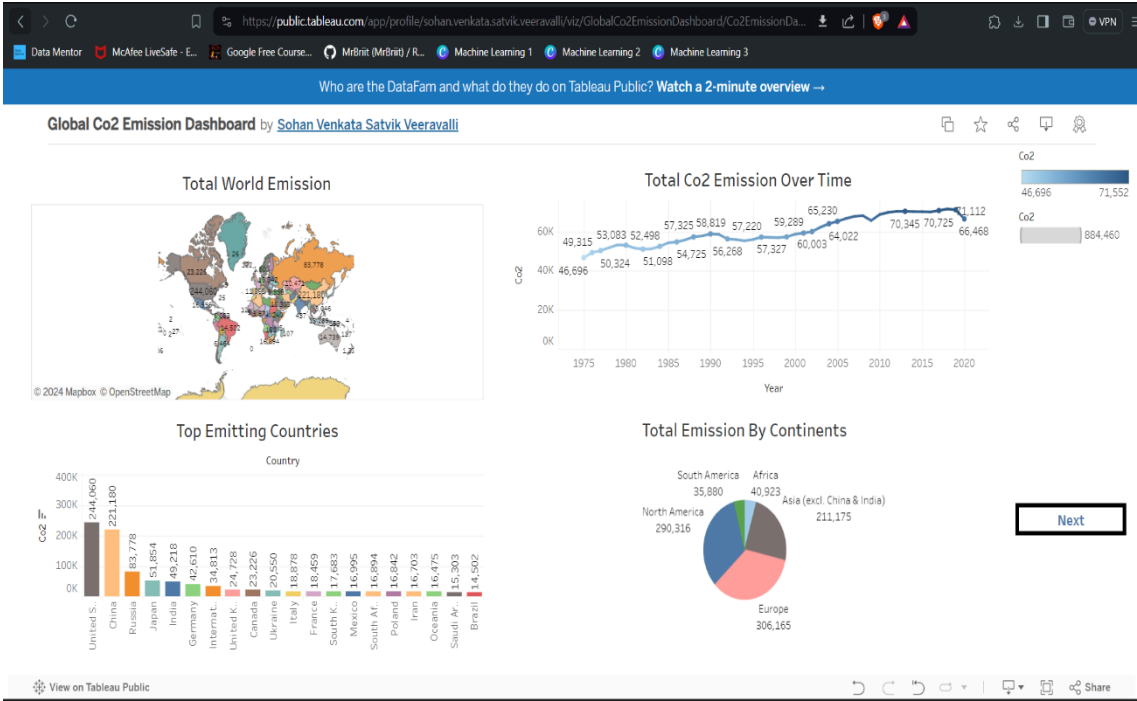 https://public.tableau.com/app/profile/sohan.venkata.satvik.veeravalli/viz/GlobalCo2EmissionDashboard/Co2EmissionDa...
VPN
Data Mentor
McAfee LiveSafe - E...
Google Free Course...
MrBriit (MrBriit) / R...
Machine Learning 1
Machine Learning 2
Machine Learning 3
Who are the DataFam and what do they do on Tableau Public? Watch a 2-minute overview →
Global Co2 Emission Dashboard by Sohan Venkata Satvik Veeravalli
Total World Emission
23,226
244,060
83,778
221,180
14,502
16,894
14,739
© 2024 Mapbox © OpenStreetMap
Total Co2 Emission Over Time
Co2
60K
40K
20K
0K
46,696
49,315
50,324
53,083
52,498
51,098
57,325
54,725
58,819
56,268
57,220
57,327
59,289
60,003
65,230
64,022
70,345
70,725
71,112
66,468
1975
1980
1985
1990
1995
2000
2005
2010
2015
2020
Year
Co2
46,696
71,552
Co2
884,460
Top Emitting Countries
Country
Co2
400K
300K
200K
100K
0K
244,060
221,180
83,778
51,854
49,218
42,610
34,813
24,728
23,226
20,550
18,878
18,459
17,683
16,995
16,894
16,842
16,703
16,475
15,303
14,502
United S..
China
Russia
Japan
India
Germany
Internat..
United K..
Canada
Ukraine
Italy
France
South K..
Mexico
South Af..
Poland
Iran
Oceania
Saudi Ar..
Brazil
Total Emission By Continents
South America
35,880
Africa
40,923
Asia (excl. China & India)
211,175
North America
290,316
Europe
306,165
Next
View on Tableau Public
Share